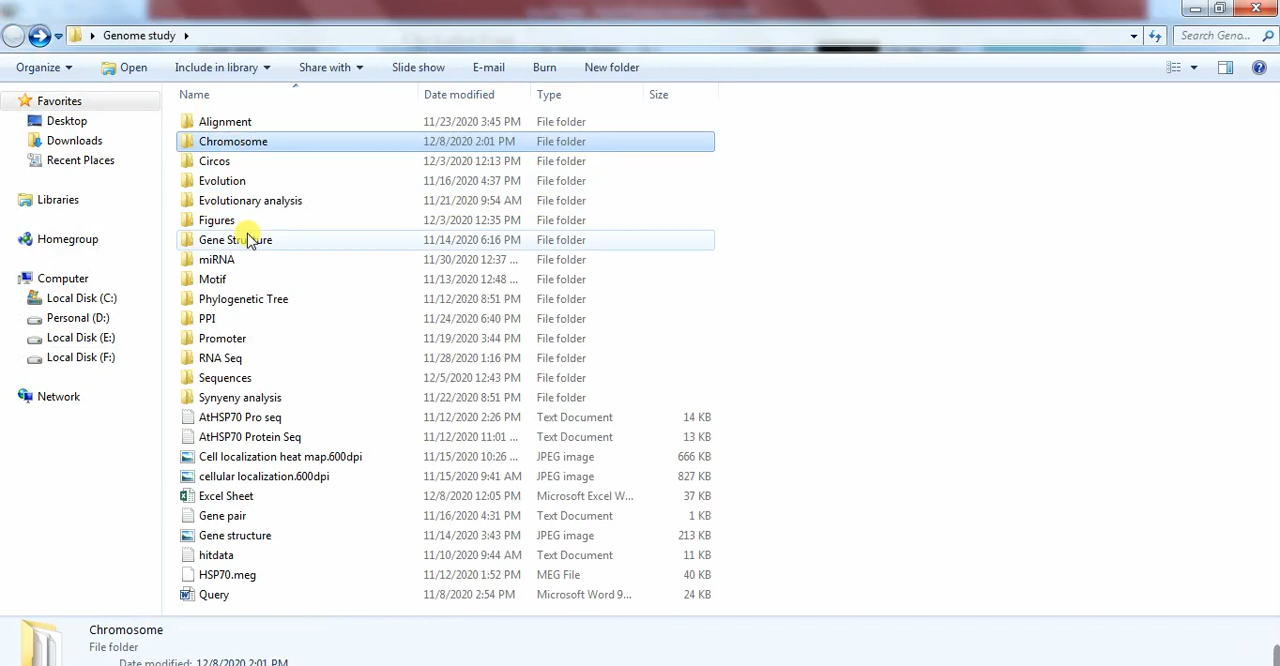 Genome study
Search Geno...
Organize Open Include in library Share with Slide show E-mail Burn New folder
Name Date modified Type Size
Favorites
Desktop
Downloads
Recent Places
Libraries
Homegroup
Computer
Local Disk (C:)
Personal (D:)
Local Disk (E:)
Local Disk (F:)
Network
Alignment 11/23/2020 3:45 PM File folder
Chromosome 12/8/2020 2:01 PM File folder
Circos 12/3/2020 12:13 PM File folder
Evolution 11/16/2020 4:37 PM File folder
Evolutionary analysis 11/21/2020 9:54 AM File folder
Figures 12/3/2020 12:35 PM File folder
Gene Structure 11/14/2020 6:16 PM File folder
miRNA 11/30/2020 12:37 ... File folder
Motif 11/13/2020 12:48 ... File folder
Phylogenetic Tree 11/12/2020 8:51 PM File folder
PPI 11/24/2020 6:40 PM File folder
Promoter 11/19/2020 3:44 PM File folder
RNA Seq 11/28/2020 1:16 PM File folder
Sequences 12/5/2020 12:43 PM File folder
Synyeny analysis 11/22/2020 8:51 PM File folder
AtHSP70 Pro seq 11/12/2020 2:26 PM Text Document 14 KB
AtHSP70 Protein Seq 11/12/2020 11:01 ... Text Document 13 KB
Cell localization heat map.600dpi 11/15/2020 10:26 ... JPEG image 666 KB
cellular localization.600dpi 11/15/2020 9:41 AM JPEG image 827 KB
Excel Sheet 12/8/2020 12:05 PM Microsoft Excel W... 37 KB
Gene pair 11/16/2020 4:31 PM Text Document 1 KB
Gene structure 11/14/2020 3:43 PM JPEG image 213 KB
hitdata 11/10/2020 9:44 AM Text Document 11 KB
HSP70.meg 11/12/2020 1:52 PM MEG File 40 KB
Query 11/8/2020 2:54 PM Microsoft Word 9... 24 KB
Chromosome
File folder
Date modified: 12/8/2020 2:01 PM